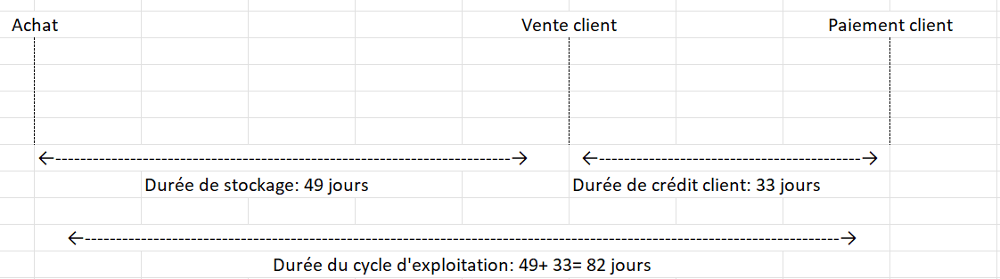 Achat Vente client Paiement client
Durée de stockage: 49 jours Durée de crédit client: 33 jours
Durée du cycle d'exploitation: 49+ 33= 82 jours